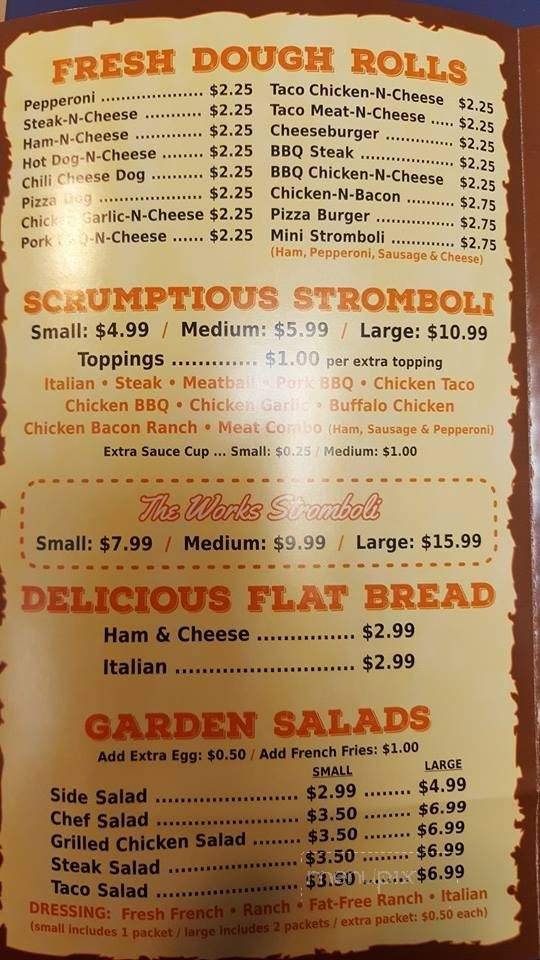 FRESH DOUGH ROLLS
Pepperoni .................... $2.25
Steak-N-Cheese ........... $2.25
Ham-N-Cheese ............. $2.25
Hot Dog-N-Cheese ........ $2.25
Chili Cheese Dog .......... $2.25
Pizza Dog .................... $2.25
Garlic-N-Cheese $2.25
Pork -N-Cheese ...... $2.25
Taco Chicken-N-Cheese $2.25
Taco Meat-N-Cheese ..... $2.25
Cheeseburger .............. $2.25
BBQ Steak .................. $2.25
BBQ Chicken-N-Cheese $2.25
Chicken-N-Bacon .......... $2.75
Pizza Burger ................ $2.75
Mini Stromboli ............. $2.75
(Ham, Pepperoni, Sausage & Cheese)
SCRUMPTIOUS STROMBOLI
Small: $4.99 / Medium: $5.99 / Large: $10.99
Toppings ............. $1.00 per extra topping
Italian • Steak • Meatball • Pork BBQ • Chicken Taco
Chicken BBQ • Chicken Garlic • Buffalo Chicken
Chicken Bacon Ranch • Meat Combo (Ham, Sausage & Pepperoni)
Extra Sauce Cup ... Small: $0.25 / Medium: $1.00
The Works Stromboli
Small: $7.99 / Medium: $9.99 / Large: $15.99
DELICIOUS FLAT BREAD
Ham & Cheese ............... $2.99
Italian ........................... $2.99
GARDEN SALADS
Add Extra Egg: $0.50 / Add French Fries: $1.00
SMALL LARGE
Side Salad ...................... $2.99 ........ $4.99
Chef Salad ...................... $3.50 ........ $6.99
Grilled Chicken Salad ....... $3.50 ........ $6.99
Steak Salad .................... $3.50 ........ $6.99
Taco Salad ...................... $3.50 ........ $6.99
DRESSING: Fresh French • Ranch • Fat-Free Ranch • Italian
(small includes 1 packet / large includes 2 packets / extra packet: $0.50 each)